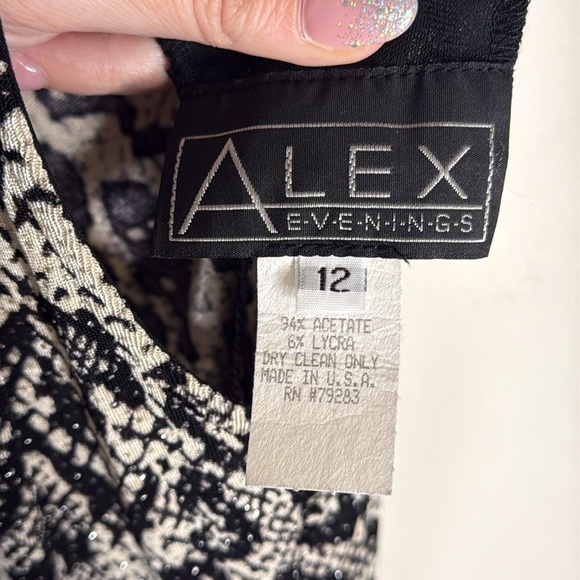 ALEX
E·V·E·N·I·N·G·S
12
94% ACETATE
6% LYCRA
DRY CLEAN ONLY
MADE IN U.S.A.
RN #79283